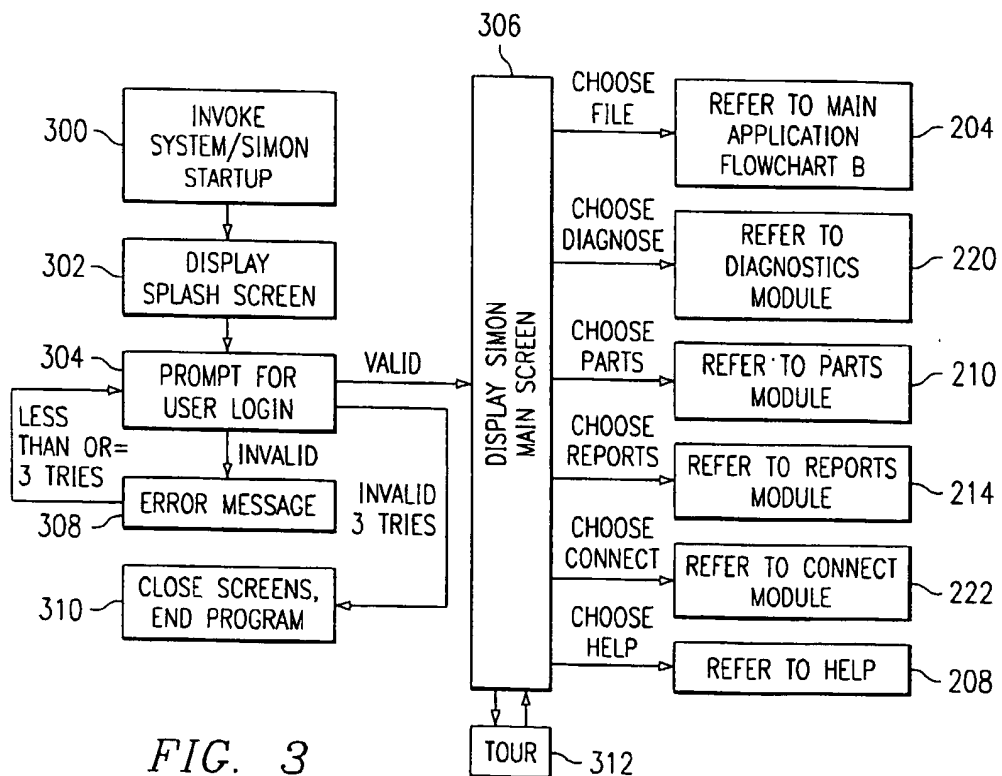 300
INVOKE
SYSTEM/SIMON
STARTUP
302
DISPLAY
SPLASH SCREEN
304
PROMPT FOR
USER LOGIN
VALID
LESS
THAN OR=
3 TRIES
INVALID
308
ERROR MESSAGE
INVALID
3 TRIES
310
CLOSE SCREENS,
END PROGRAM
306
DISPLAY SIMON
MAIN SCREEN
CHOOSE
FILE
REFER TO MAIN
APPLICATION
FLOWCHART B
204
CHOOSE
DIAGNOSE
REFER TO
DIAGNOSTICS
MODULE
220
CHOOSE
PARTS
REFER TO PARTS
MODULE
210
CHOOSE
REPORTS
REFER TO REPORTS
MODULE
214
CHOOSE
CONNECT
REFER TO CONNECT
MODULE
222
CHOOSE
HELP
REFER TO HELP
208
TOUR
312
FIG. 3